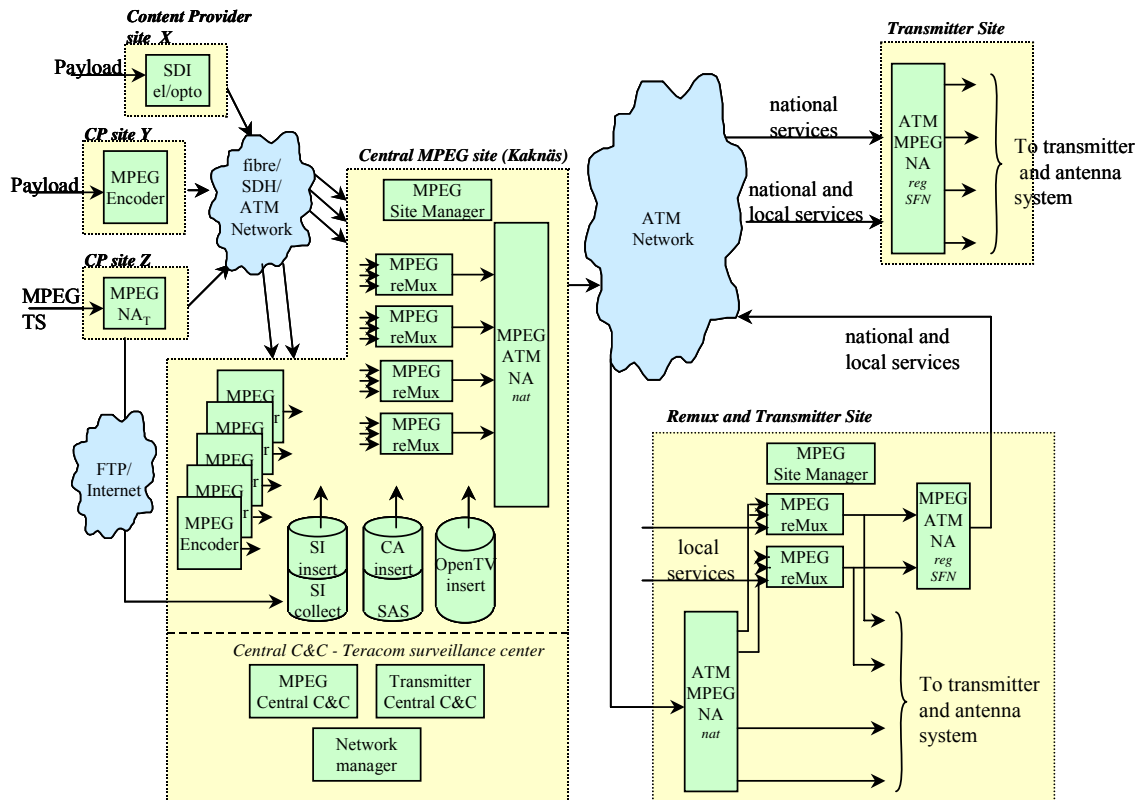 Content Provider
site X
Payload
SDI
el/opto
CP site Y
Payload
MPEG
Encoder
CP site Z
MPEG
TS
MPEG
NAT
fibre/
SDH/
ATM
Network
FTP/
Internet
Central MPEG site (Kaknäs)
MPEG
Site Manager
MPEG
reMux
MPEG
reMux
MPEG
reMux
MPEG
reMux
MPEG
ATM
NA
nat
MPEG
r
MPEG
r
MPEG
r
MPEG
r
MPEG
Encoder
SI
insert
SI
collect
CA
insert
SAS
OpenTV
insert
Central C&C - Teracom surveillance center
MPEG
Central C&C
Transmitter
Central C&C
Network
manager
ATM
Network
national
services
national and
local services
Transmitter Site
ATM
MPEG
NA
reg
SFN
To transmitter
and antenna
system
national and
local services
Remux and Transmitter Site
MPEG
Site Manager
MPEG
reMux
MPEG
reMux
local
services
MPEG
ATM
NA
reg
SFN
ATM
MPEG
NA
nat
To transmitter
and antenna
system